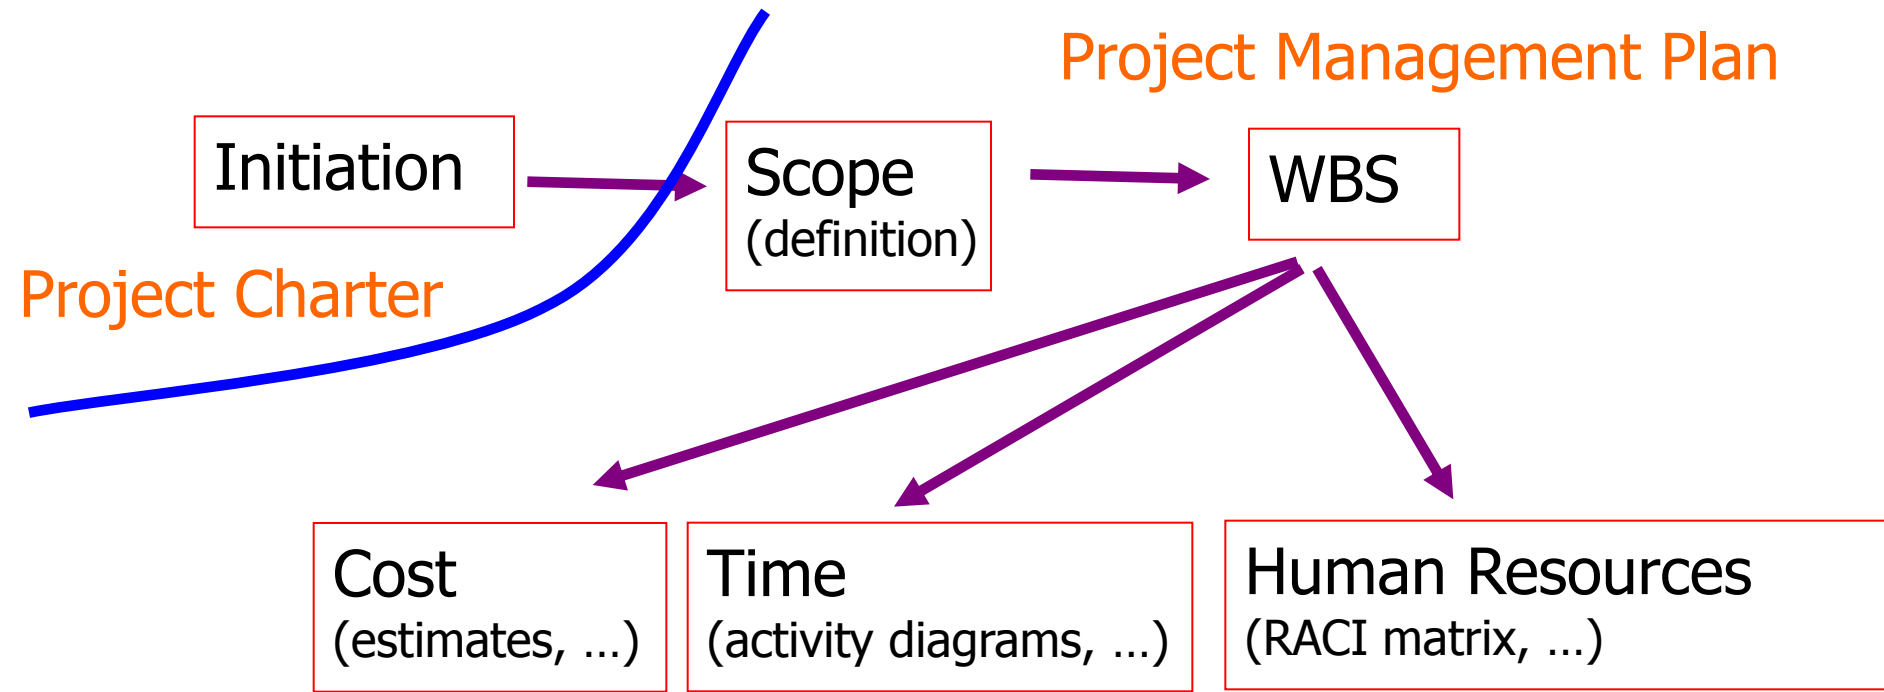 Project Management Plan
Initiation
Scope
(definition)
WBS
Project Charter
Cost
(estimates, ...)
Time
(activity diagrams, ...)
Human Resources
(RACI matrix, ...)